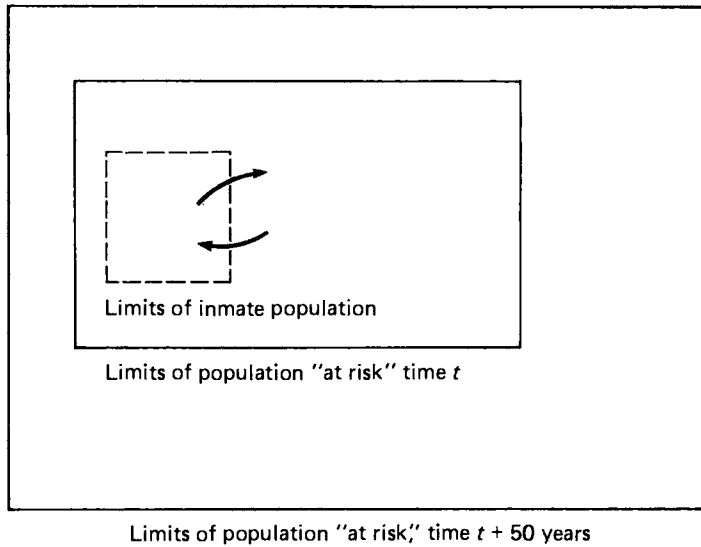 Limits of inmate population
Limits of population "at risk" time t
Limits of population "at risk," time t + 50 years